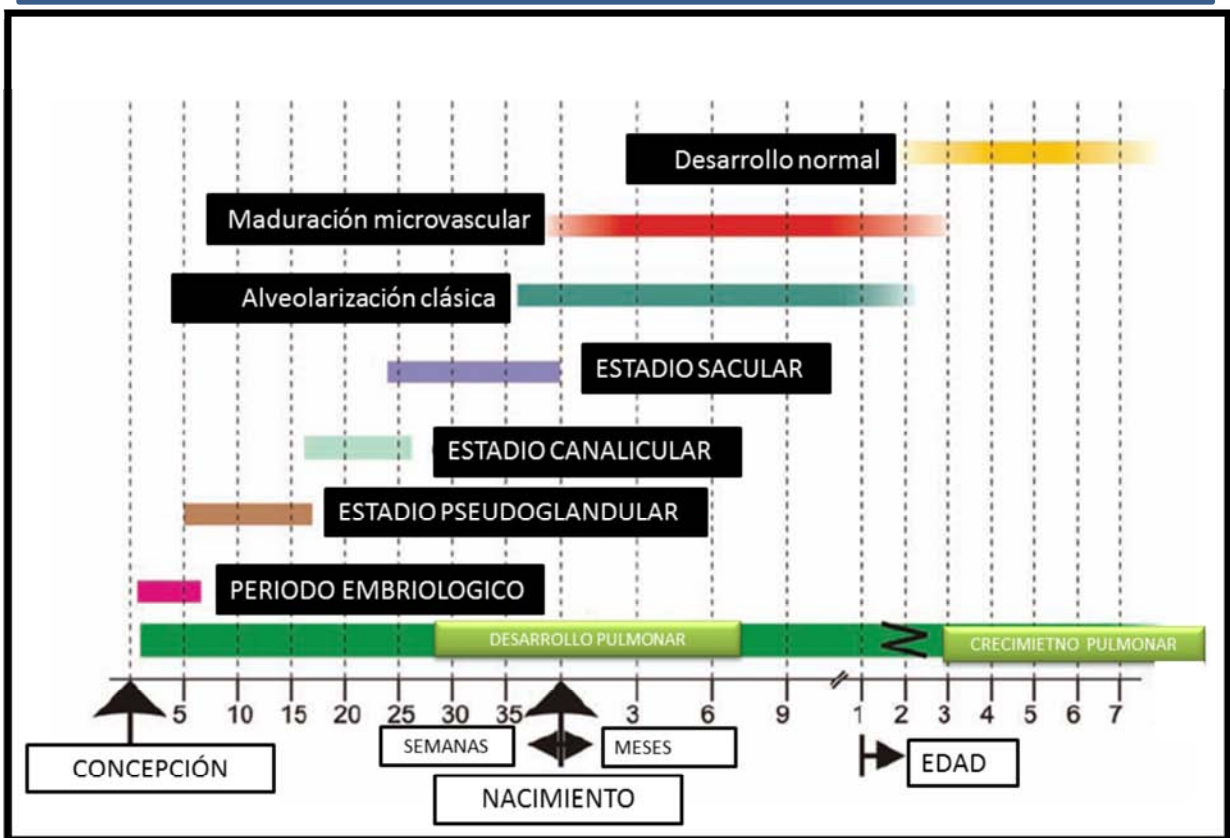 Desarrollo normal
Maduración microvascular
Alveolarización clásica
ESTADIO SACULAR
ESTADIO CANALICULAR
ESTADIO PSEUDOGLANDULAR
PERIODO EMBRIOLOGICO
DESARROLLO PULMONAR
CRECIMIETNO PULMONAR
5 10 15 20 25 30 35 3 6 9 1 2 3 4 5 6 7
SEMANAS
MESES
EDAD
CONCEPCIÓN
NACIMIENTO